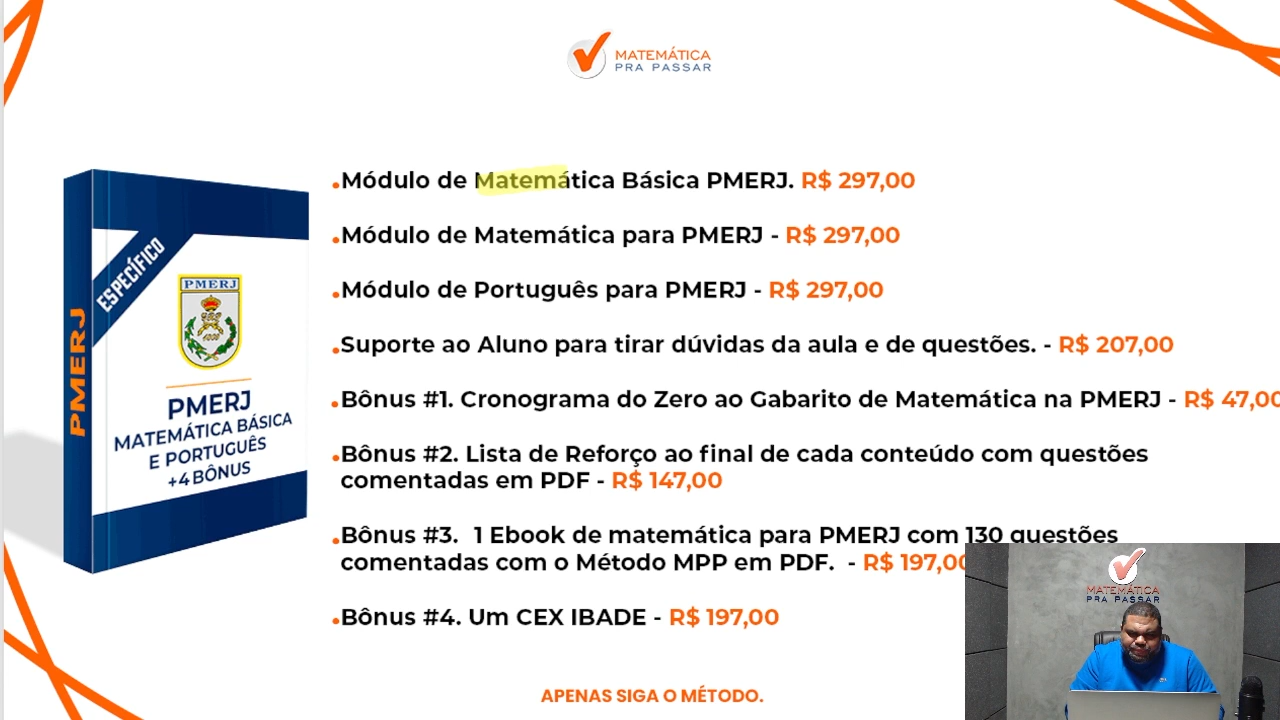 MATEMÁTICA
PRA PASSAR
.Módulo de Matemática Básica PMERJ. R$ 297,00
.Módulo de Matemática para PMERJ - R$ 297,00
.Módulo de Português para PMERJ - R$ 297,00
.Suporte ao Aluno para tirar dúvidas da aula e de questões. - R$ 207,00
.Bônus #1. Cronograma do Zero ao Gabarito de Matemática na PMERJ - R$ 47,00
.Bônus #2. Lista de Reforço ao final de cada conteúdo com questões
comentadas em PDF - R$ 147,00
.Bônus #3. 1 Ebook de matemática para PMERJ com 130 questões
comentadas com o Método MPP em PDF. - R$ 197,00
.Bônus #4. Um CEX IBADE - R$ 197,00
APENAS SIGA O MÉTODO.
PMERJ
ESPECÍFICO
PMERJ
PMERJ
MATEMÁTICA BÁSICA
E PORTUGUÊS
+4 BÔNUS
MATEMÁTICA
PRA PASSAR